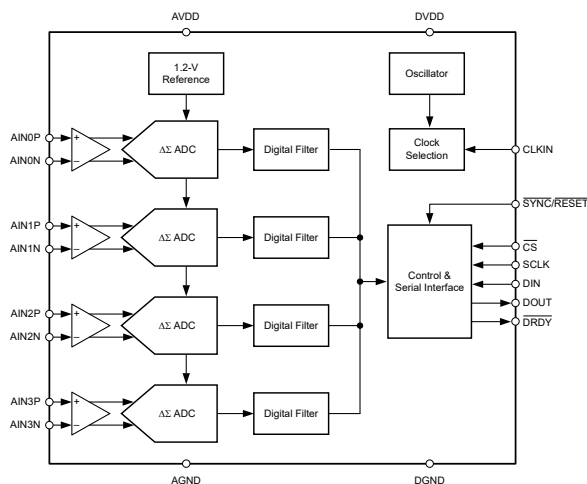 AVDD
DVDD
1.2-V
Reference
Oscillator
AIN0P
+
AIN0N
–
ΔΣ ADC
Digital Filter
Clock
Selection
CLKIN
SYNC/RESET
AIN1P
+
AIN1N
–
ΔΣ ADC
Digital Filter
Control &
Serial Interface
CS
SCLK
DIN
DOUT
DRDY
AIN2P
+
AIN2N
–
ΔΣ ADC
Digital Filter
AIN3P
+
AIN3N
–
ΔΣ ADC
Digital Filter
AGND
DGND